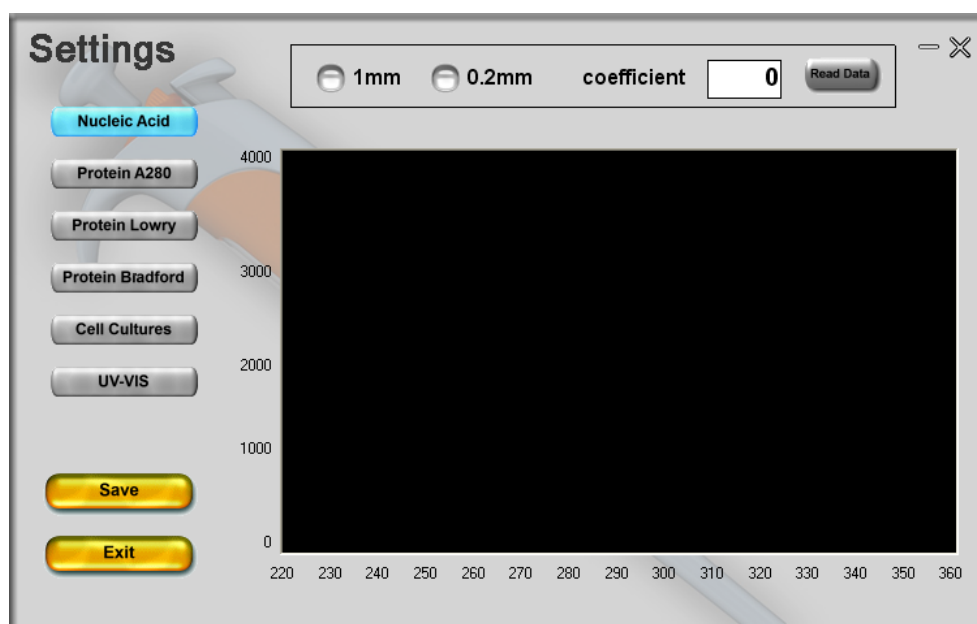 Settings
1mm 0.2mm coefficient 0 Read Data
Nucleic Acid
Protein A280
Protein Lowry
Protein Bradford
Cell Cultures
UV-VIS
Save
Exit
4000
3000
2000
1000
0
220 230 240 250 260 270 280 290 300 310 320 330 340 350 360